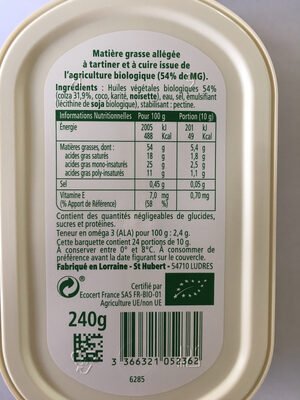 Matière grasse allégée
à tartiner et à cuire issue de
l'agriculture biologique (54% de MG).
Ingrédients : Huiles végétales biologiques 54%
(colza 31,9%, coco, karité, noisette), eau, sel, émulsifiant
(lécithine de soja biologique), stabilisant : pectine.
Informations Nutritionnelles Pour 100 g Portion (10 g)
Énergie 2005 kJ 201 kJ
488 Kcal 49 Kcal
Matières grasses, dont : 54 g 5,4 g
acides gras saturés 18 g 1,8 g
acides gras mono-insaturés 25 g 2,5 g
acides gras poly-insaturés 11 g 1,1 g
Sel 0,45 g 0,05 g
Vitamine E 7,0 mg 0,70 mg
(% Apport de Référence) (58 %)
Contient des quantités négligeables de glucides,
sucres et protéines.
Teneur en oméga 3 (ALA) pour 100 g : 2,4 g.
Cette barquette contient 24 portions de 10 g.
À conserver entre 0° et 8°C. À consommer de
préférence avant la date figurant sur le couvercle.
Fabriqué en Lorraine - St Hubert - 54710 LUDRES
Certifié par
Ecocert France SAS FR-BIO-01
Agriculture UE/non UE
240g
3 366321 052362
6285